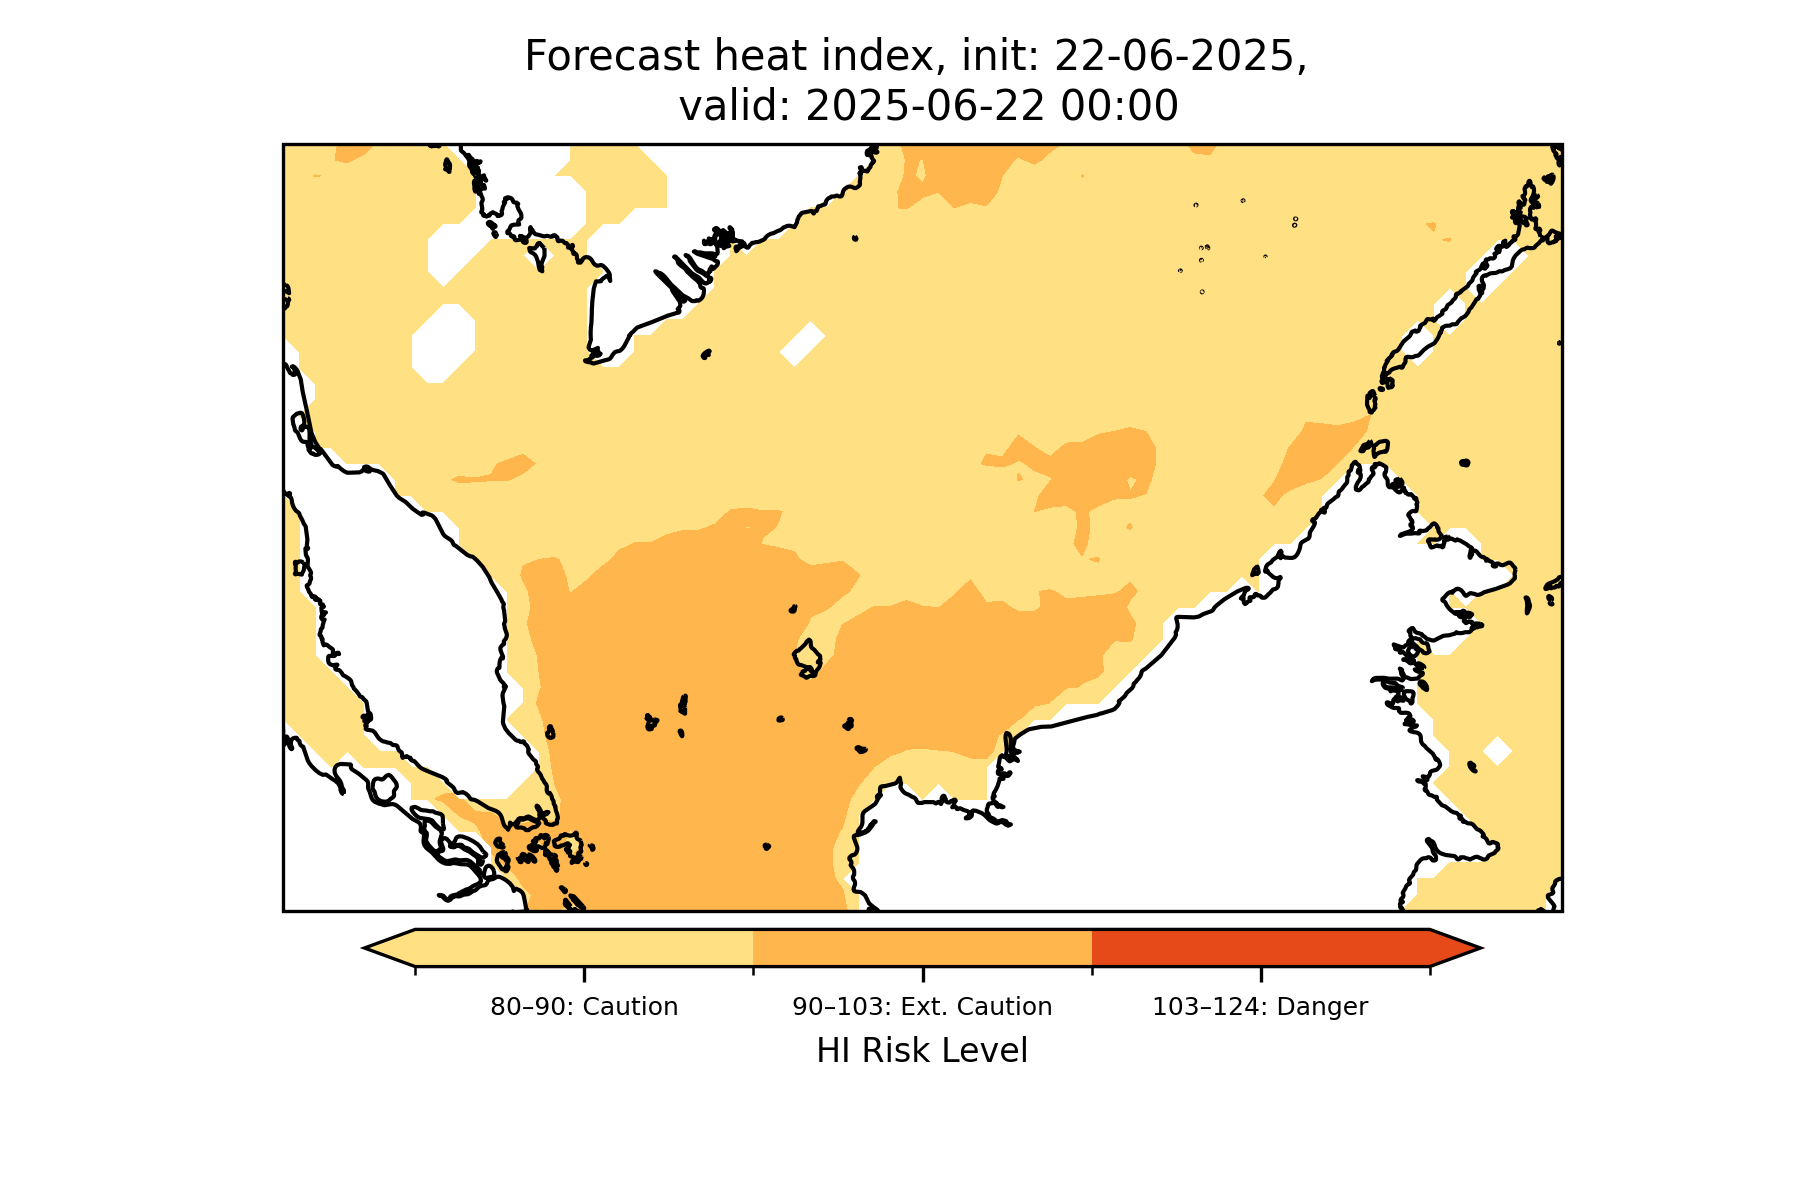 Forecast heat index, init: 22-06-2025,
valid: 2025-06-22 00:00
80–90: Caution
90–103: Ext. Caution
103–124: Danger
HI Risk Level